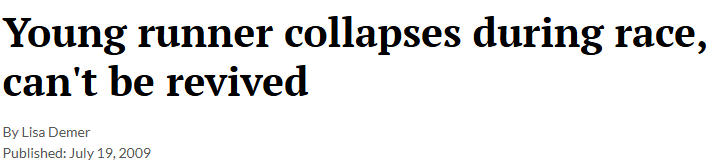 Young runner collapses during race,
can't be revived
By Lisa Demer
Published: July 19, 2009